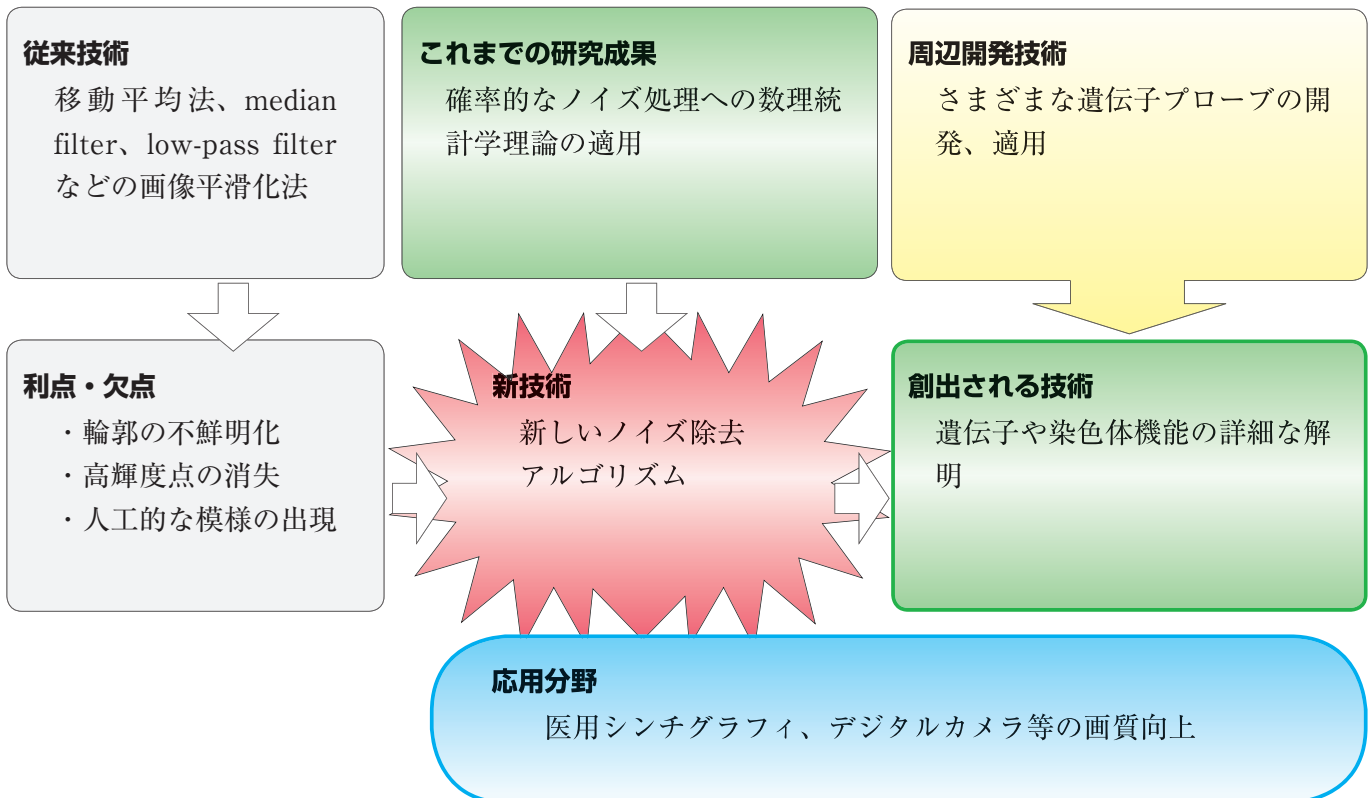 従来技術
移動平均法、median
filter、low-pass filter
などの画像平滑化法
これまでの研究成果
確率的なノイズ処理への数理統
計学理論の適用
周辺開発技術
さまざまな遺伝子プローブの開
発、適用
利点・欠点
・輪郭の不鮮明化
・高輝度点の消失
・人工的な模様の出現
新技術
新しいノイズ除去
アルゴリズム
創出される技術
遺伝子や染色体機能の詳細な解
明
応用分野
医用シンチグラフィ、デジタルカメラ等の画質向上